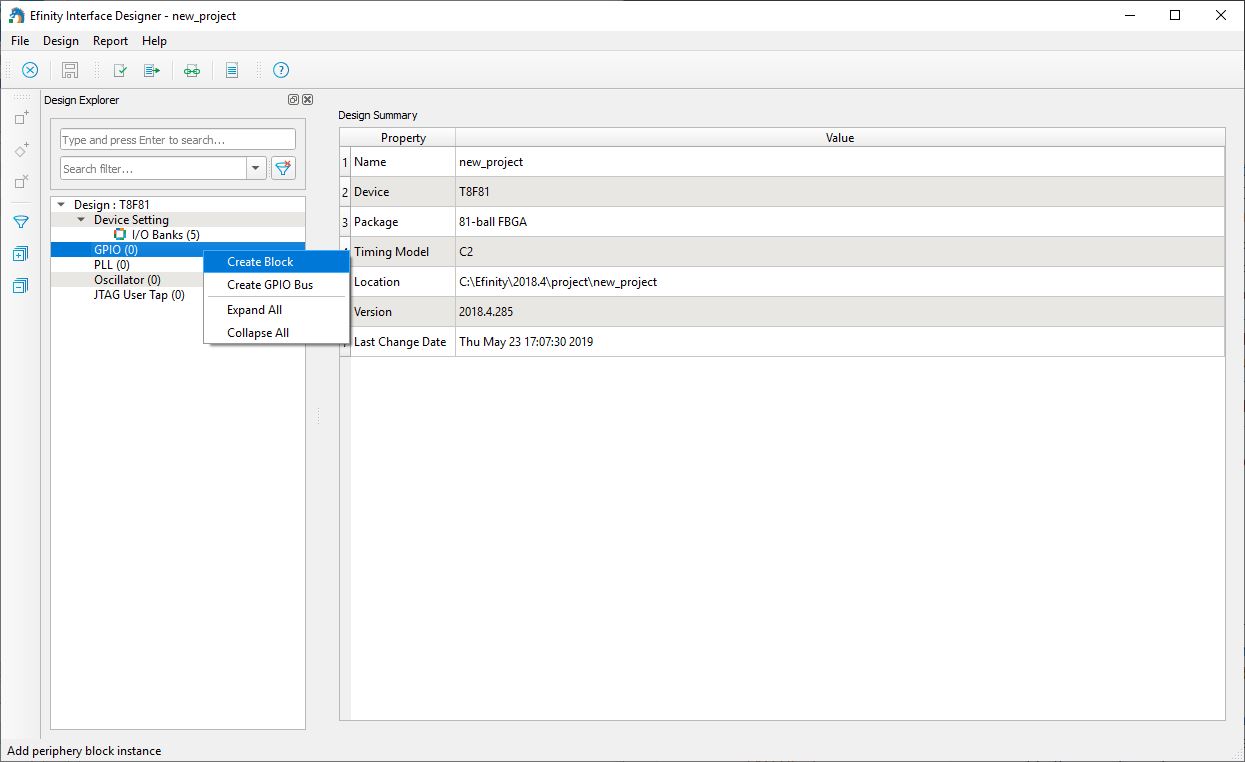 Efinity Interface Designer - new_project
File Design Report Help
Design Explorer
Type and press Enter to search...
Search filter...
Design : T8F81
Device Setting
I/O Banks (5)
GPIO (0)
PLL (0)
Oscillator (0)
JTAG User Tap (0)
Create Block
Create GPIO Bus
Expand All
Collapse All
Design Summary
Property Value
1 Name new_project
2 Device T8F81
3 Package 81-ball FBGA
Timing Model C2
Location C:\Efinity\2018.4\project\new_project
Version 2018.4.285
Last Change Date Thu May 23 17:07:30 2019
Add periphery block instance